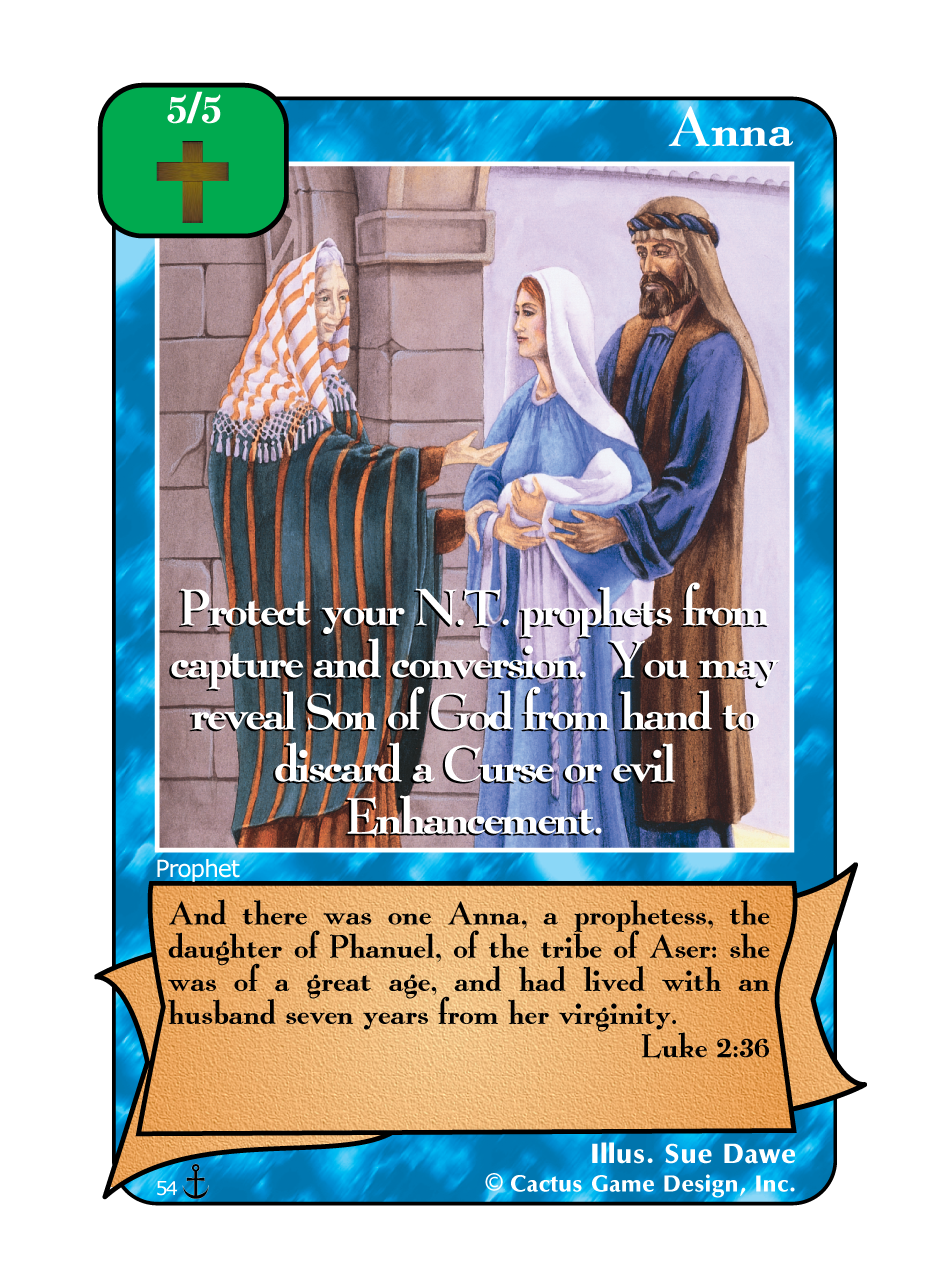 5/5
Anna
Protect your N.T. prophets from
capture and conversion. You may
reveal Son of God from hand to
discard a Curse or evil
Enhancement.
Prophet
And there was one Anna, a prophetess, the
daughter of Phanuel, of the tribe of Aser: she
was of a great age, and had lived with an
husband seven years from her virginity.
Luke 2:36
Illus. Sue Dawe
54
© Cactus Game Design, Inc.